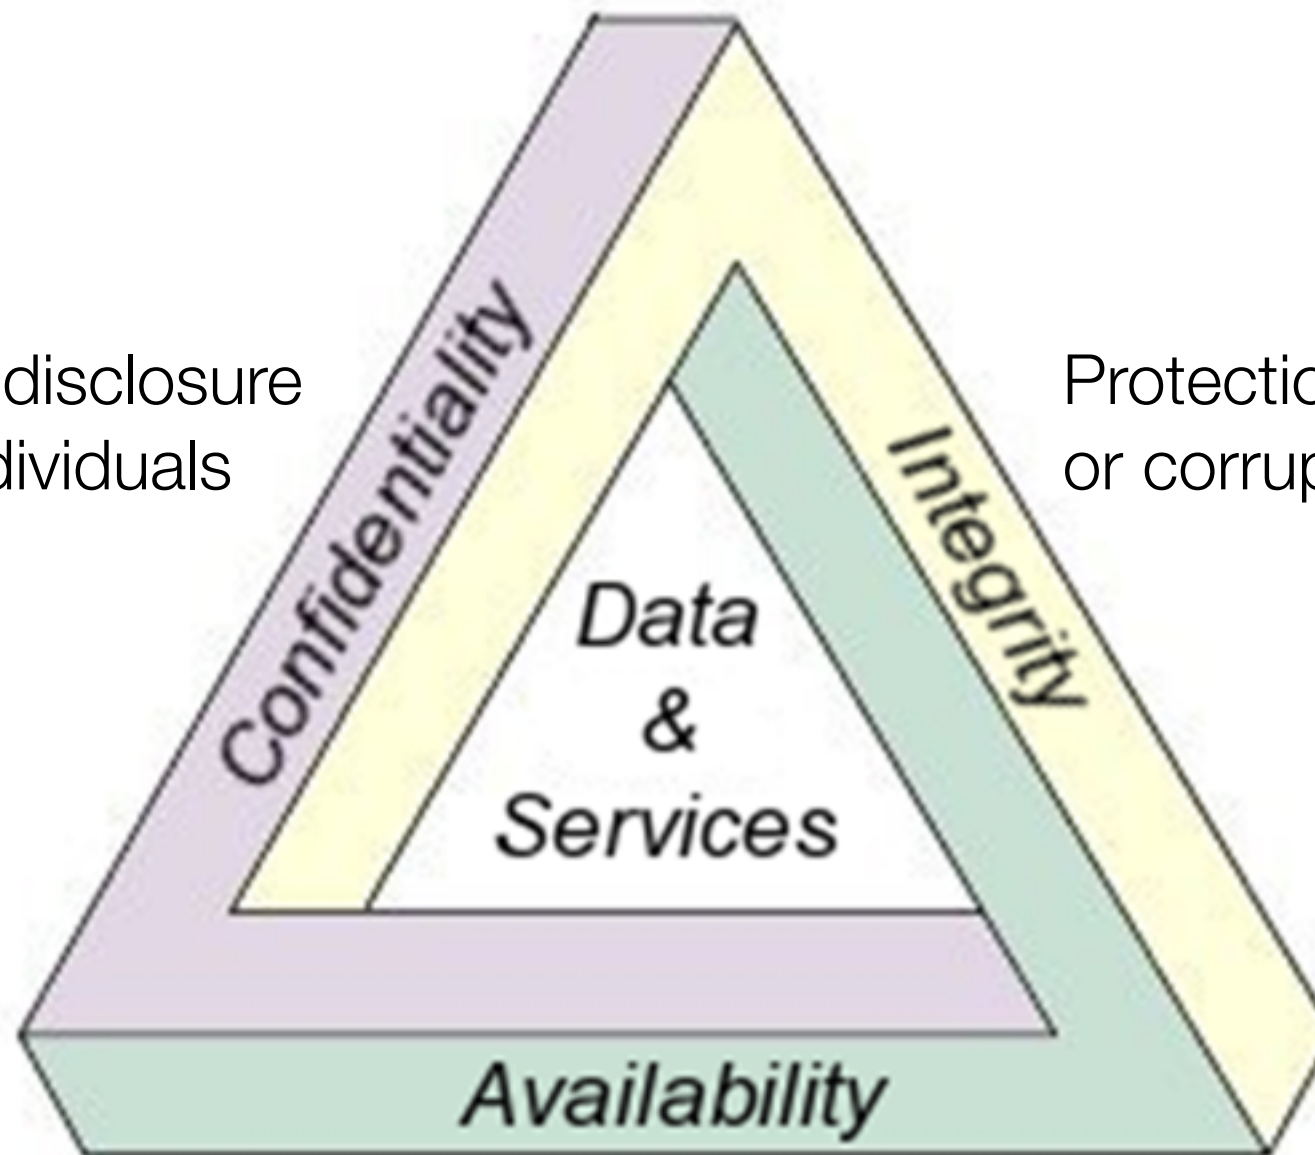 disclosure
dividuals
Confidentiality
Integrity
Protectio
or corrup
Data
&
Services
Availability